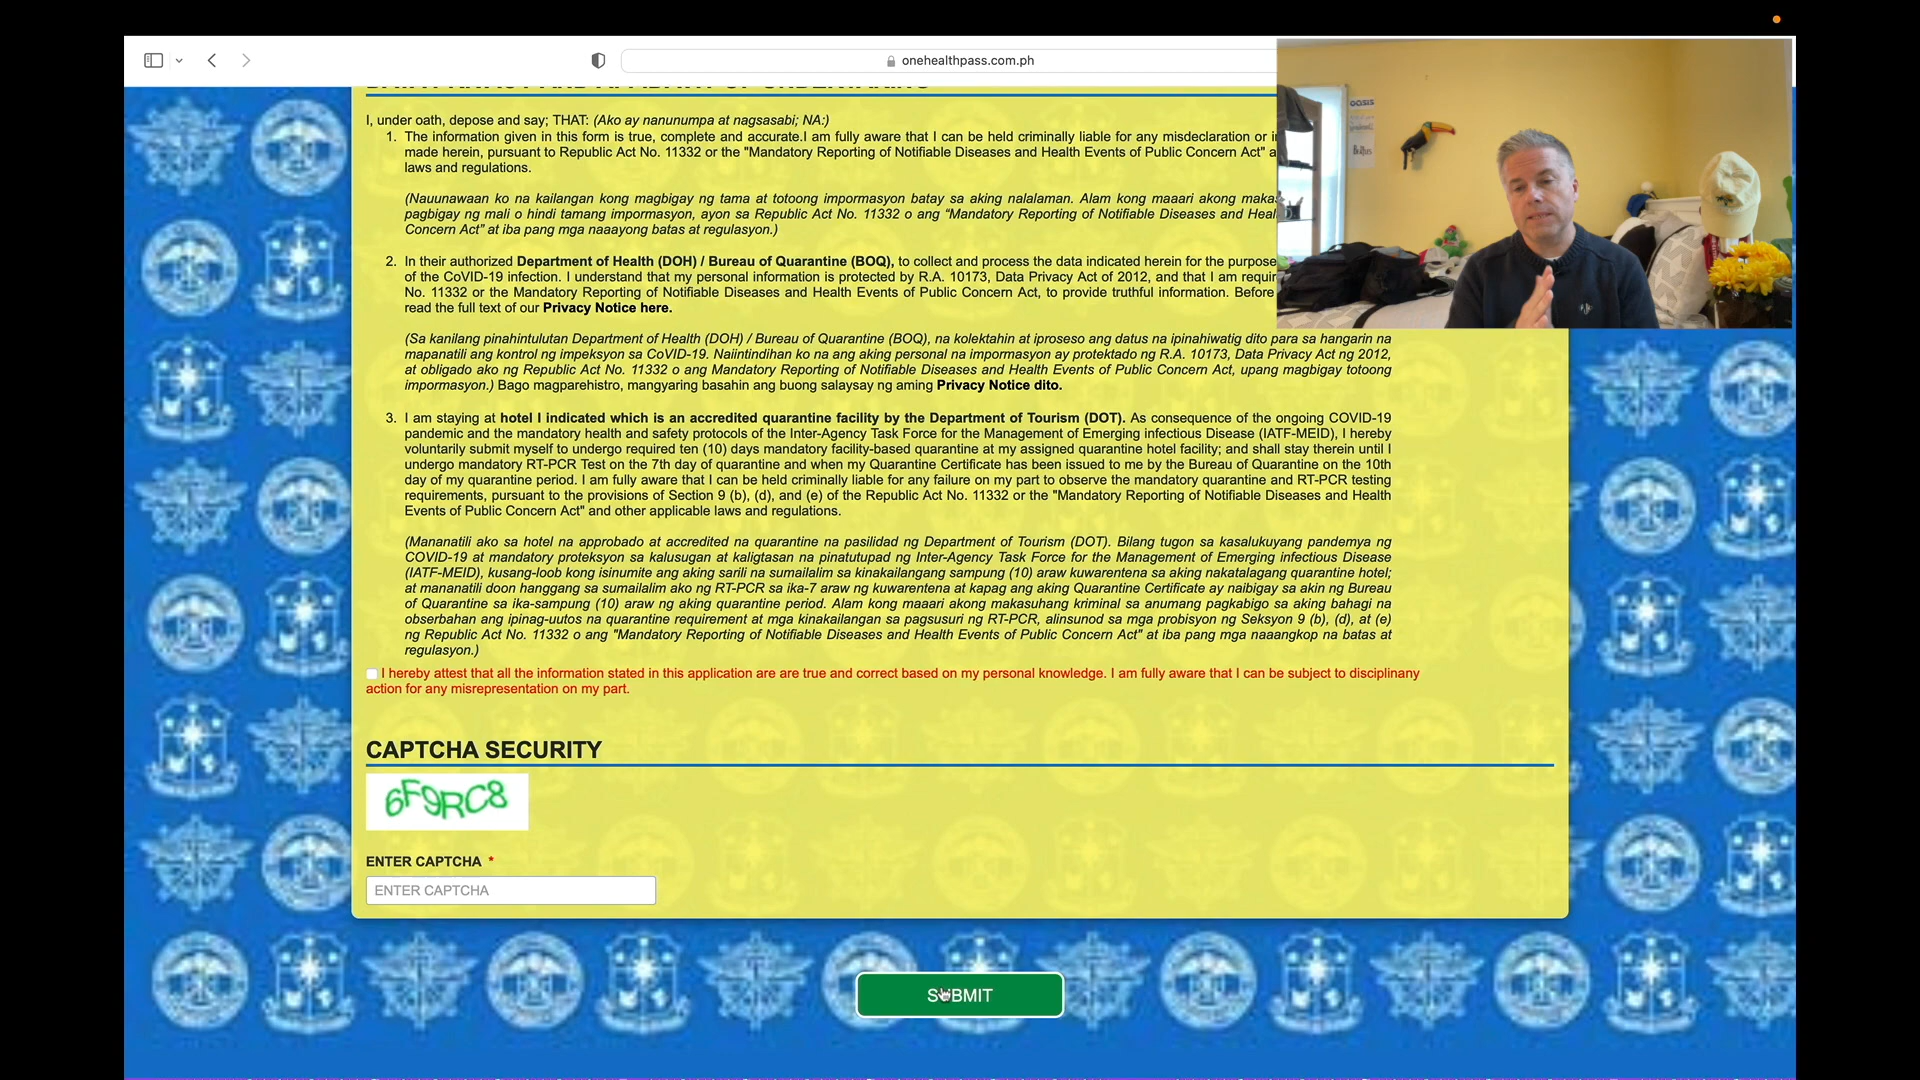 onehealthpass.com.ph
I, under oath, depose and say; THAT: (Ako ay nanunumpa at nagsasabi; NA:)
1. The information given in this form is true, complete and accurate.I am fully aware that I can be held criminally liable for any misdeclaration or
made herein, pursuant to Republic Act No. 11332 or the "Mandatory Reporting of Notifiable Diseases and Health Events of Public Concern Act"
laws and regulations.
(Nauunawaan ko na kailangan kong magbigay ng tama at totoong impormasyon batay sa aking nalalaman. Alam kong maaari akong
pagbigay ng mali o hindi tamang impormasyon, ayon sa Republic Act No. 11332 o ang "Mandatory Reporting of Notifiable Diseases and
Concern Act" at iba pang mga naaayong batas at regulasyon.)
2. In their authorized Department of Health (DOH) / Bureau of Quarantine (BOQ), to collect and process the data indicated herein for the purpose
of the CoVID-19 infection. I understand that my personal information is protected by R.A. 10173, Data Privacy Act of 2012, and that I am
No. 11332 or the Mandatory Reporting of Notifiable Diseases and Health Events of Public Concern Act, to provide truthful information. Before
read the full text of our Privacy Notice here.
(Sa kanilang pinahintulutan Department of Health (DOH) / Bureau of Quarantine (BOQ), na kolektahin at iproseso ang datus na ipinahiwatig dito para sa hangarin na
mapanatili ang kontrol ng impeksyon sa CoVID-19. Naiintindihan ko na ang aking personal na impormasyon ay protektado ng R.A. 10173, Data Privacy Act ng 2012,
at obligado ako ng Republic Act No. 11332 o ang Mandatory Reporting of Notifiable Diseases and Health Events of Public Concern Act, upang magbigay totoong
impormasyon.) Bago magparehistro, mangyaring basahin ang buong salaysay ng aming Privacy Notice dito.
3. I am staying at hotel I indicated which is an accredited quarantine facility by the Department of Tourism (DOT). As consequence of the ongoing COVID-19
pandemic and the mandatory health and safety protocols of the Inter-Agency Task Force for the Management of Emerging infectious Disease (IATF-MEID), I hereby
voluntarily submit myself to undergo required ten (10) days mandatory facility-based quarantine at my assigned quarantine hotel facility; and shall stay therein until I
undergo mandatory RT-PCR Test on the 7th day of quarantine and when my Quarantine Certificate has been issued to me by the Bureau of Quarantine on the 10th
day of my quarantine period. I am fully aware that I can be held criminally liable for any failure on my part to observe the mandatory quarantine and RT-PCR testing
requirements, pursuant to the provisions of Section 9 (b), (d), and (e) of the Republic Act No. 11332 or the "Mandatory Reporting of Notifiable Diseases and Health
Events of Public Concern Act" and other applicable laws and regulations.
(Mananatili ako sa hotel na approbado at accredited na quarantine na pasilidad ng Department of Tourism (DOT). Bilang tugon sa kasalukuyang pandemya ng
COVID-19 at mandatory proteksyon sa kalusugan at kaligtasan na pinatutupad ng Inter-Agency Task Force for the Management of Emerging infectious Disease
(IATF-MEID), kusang-loob kong isinumite ang aking sarili na sumailalim sa kinakailangang sampung (10) araw kuwarentena sa aking nakatalagang quarantine hotel;
at mananatili doon hanggang sa sumailalim ako ng RT-PCR sa ika-7 araw ng kuwarentena at kapag ang aking Quarantine Certificate ay naibigay sa akin ng Bureau
of Quarantine sa ika-sampung (10) araw ng aking quarantine period. Alam kong maaari akong makasuhang kriminal sa anumang pagkabigo sa aking bahagi na
obserbahan ang ipinag-uutos na quarantine requirement at mga kinakailangan sa pagsusuri ng RT-PCR, alinsunod sa mga probisyon ng Seksyon 9 (b), (d), at (e)
ng Republic Act No. 11332 o ang "Mandatory Reporting of Notifiable Diseases and Health Events of Public Concern Act" at iba pang mga naaangkop na batas at
regulasyon.)
I hereby attest that all the information stated in this application are are true and correct based on my personal knowledge. I am fully aware that I can be subject to disciplinany
action for any misrepresentation on my part.
CAPTCHA SECURITY
6F9RC8
ENTER CAPTCHA *
ENTER CAPTCHA
SUBMIT
oasis